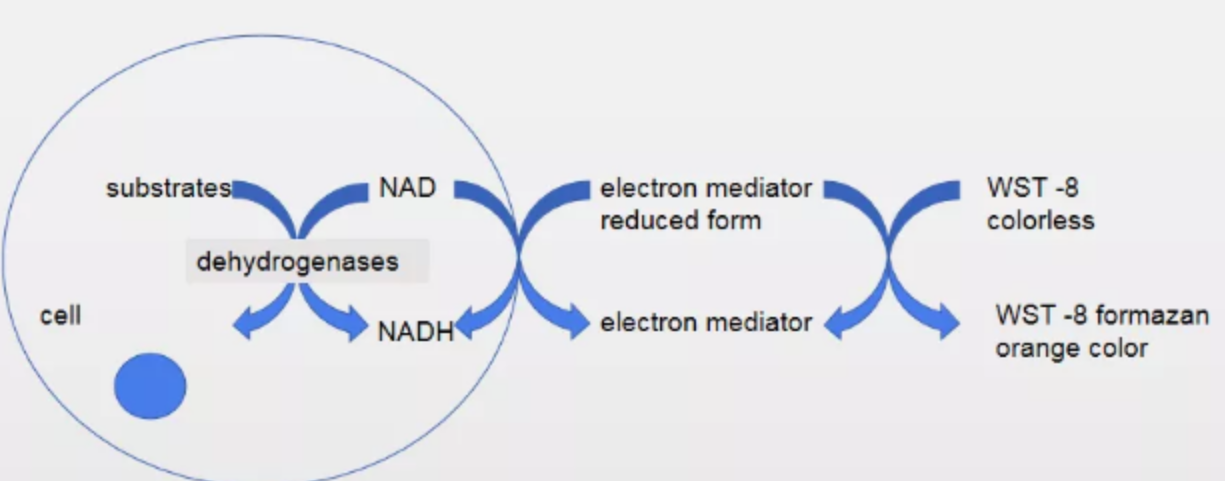 substrates
NAD
electron mediator
reduced form
WST -8
colorless
dehydrogenases
cell
NADH
electron mediator
WST -8 formazan
orange color